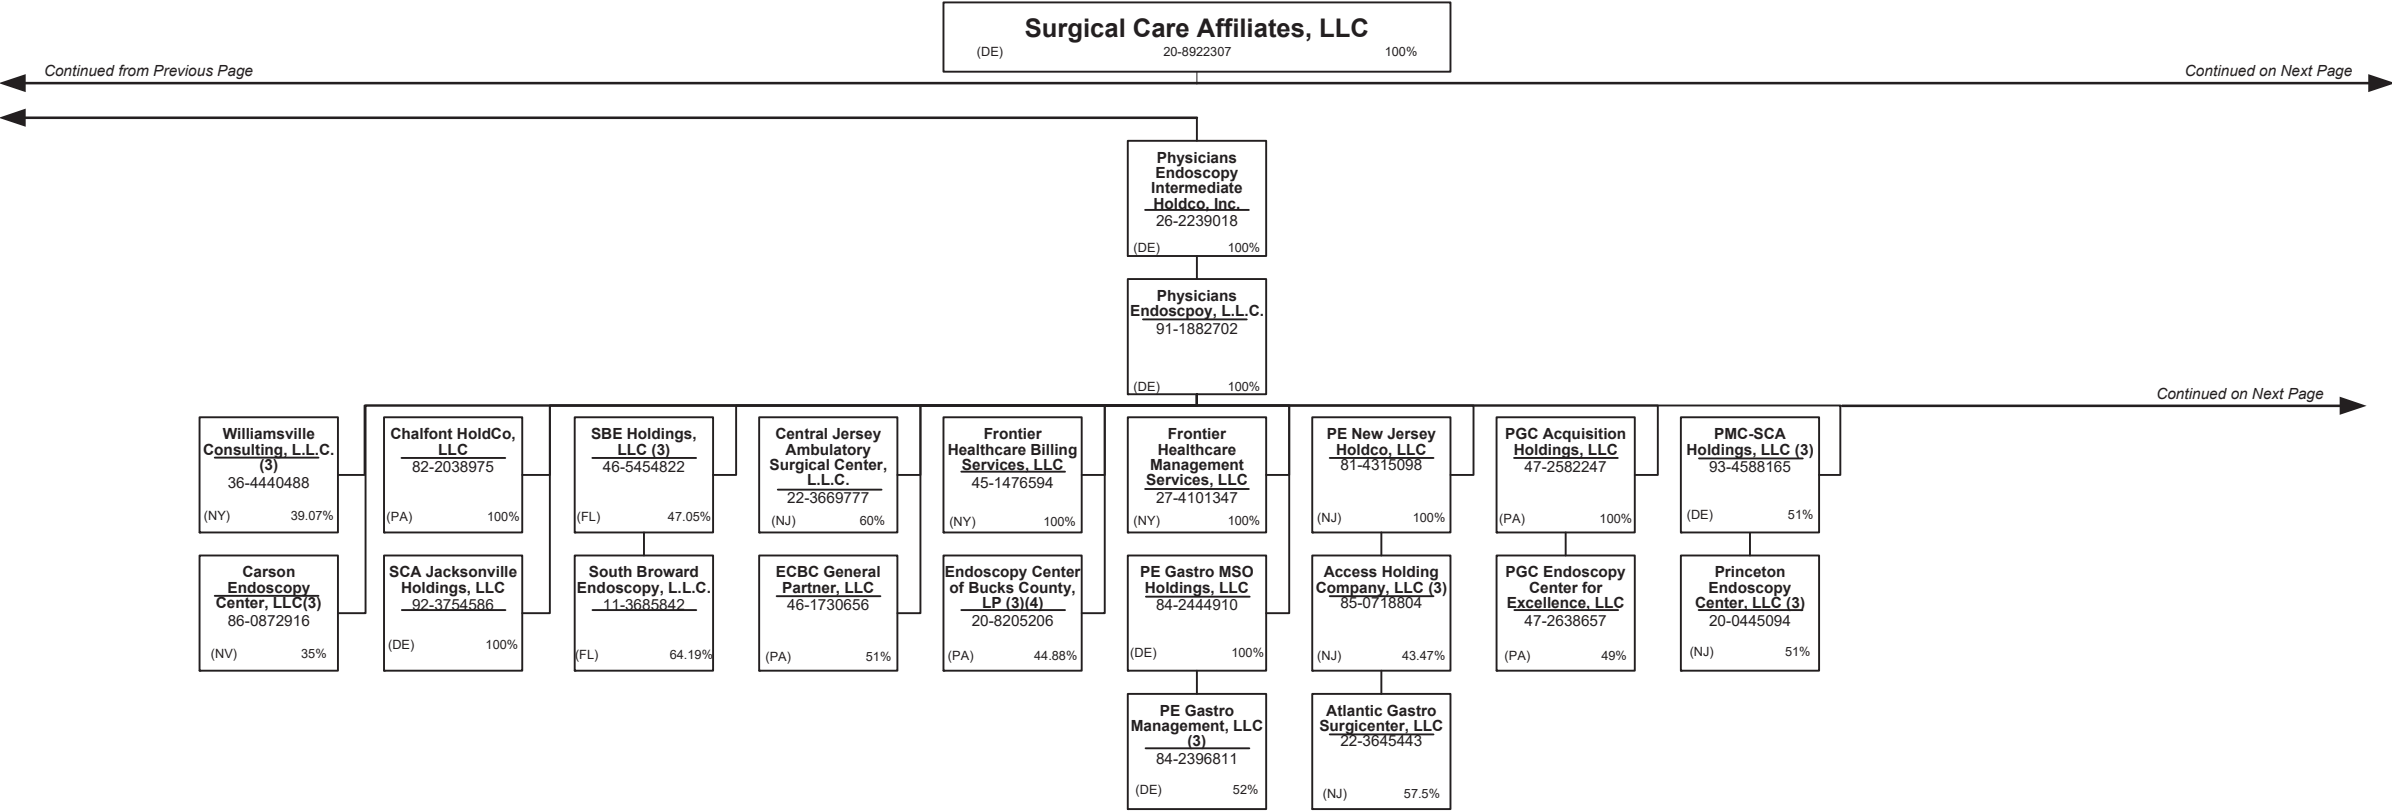 Surgical Care Affiliates, LLC
(DE) 20-8922307 100%
Continued from Previous Page
Continued on Next Page
Physicians
Endoscopy
Intermediate
Holdco, Inc.
26-2239018
(DE) 100%
Physicians
Endoscpoy, L.L.C.
91-1882702
(DE) 100%
Continued on Next Page
Williamsville
Consulting, L.L.C.
(3)
36-4440488
(NY) 39.07%
Chalfont HoldCo,
LLC
82-2038975
(PA) 100%
SBE Holdings,
LLC (3)
46-5454822
(FL) 47.05%
Central Jersey
Ambulatory
Surgical Center,
L.L.C.
22-3669777
(NJ) 60%
Frontier
Healthcare Billing
Services, LLC
45-1476594
(NY) 100%
Frontier
Healthcare
Management
Services, LLC
27-4101347
(NY) 100%
PE New Jersey
Holdco, LLC
81-4315098
(NJ) 100%
PGC Acquisition
Holdings, LLC
47-2582247
(PA) 100%
PMC-SCA
Holdings, LLC (3)
93-4588165
(DE) 51%
Carson
Endoscopy
Center, LLC(3)
86-0872916
(NV) 35%
SCA Jacksonville
Holdings, LLC
92-3754586
(DE) 100%
South Broward
Endoscopy, L.L.C.
11-3685842
(FL) 64.19%
ECBC General
Partner, LLC
46-1730656
(PA) 51%
Endoscopy Center
of Bucks County,
LP (3)(4)
20-8205206
(PA) 44.88%
PE Gastro MSO
Holdings, LLC
84-2444910
(DE) 100%
Access Holding
Company, LLC (3)
85-0718804
(NJ) 43.47%
PGC Endoscopy
Center for
Excellence, LLC
47-2638657
(PA) 49%
Princeton
Endoscopy
Center, LLC (3)
20-0445094
(NJ) 51%
PE Gastro
Management, LLC
(3)
84-2396811
(DE) 52%
Atlantic Gastro
Surgicenter, LLC
22-3645443
(NJ) 57.5%